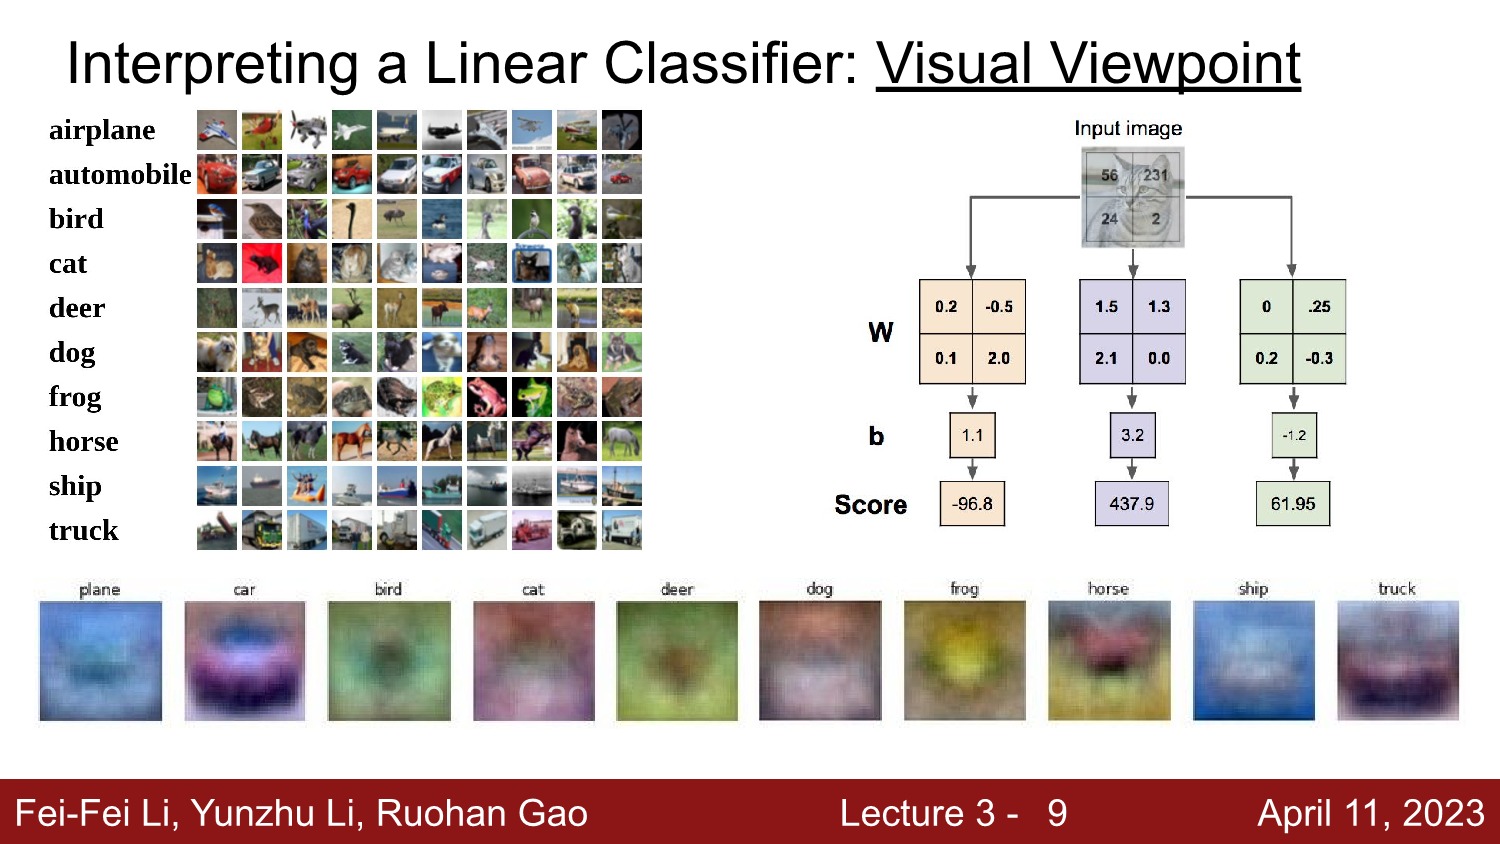 Interpreting a Linear Classifier: Visual Viewpoint
airplane
automobile
bird
cat
deer
dog
frog
horse
ship
truck
Input image
56 231
24 2
W
0.2 -0.5
0.1 2.0
1.5 1.3
2.1 0.0
0 .25
0.2 -0.3
b
1.1
3.2
-1.2
Score
-96.8
437.9
61.95
plane car bird cat deer dog frog horse ship truck
Fei-Fei Li, Yunzhu Li, Ruohan Gao Lecture 3 - 9 April 11, 2023